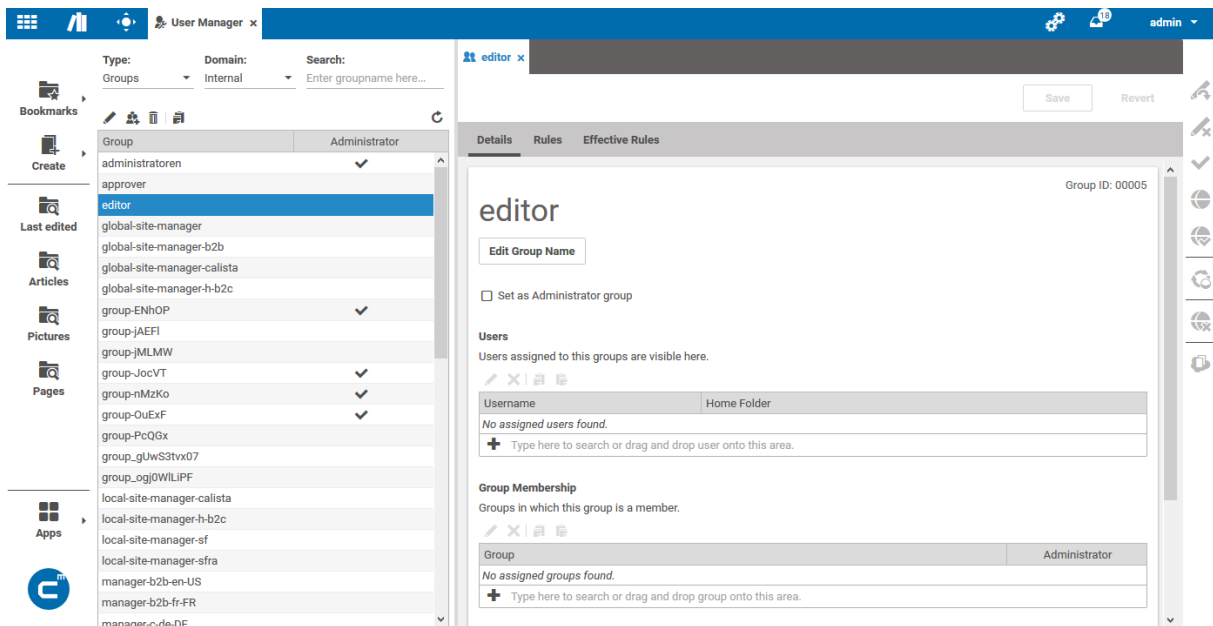 User Manager ×
18
admin
Bookmarks
Create
Last edited
Articles
Pictures
Pages
Apps
Type: Domain: Search:
Groups Internal Enter groupname here...
Group Administrator
administratoren
approver
editor
global-site-manager
global-site-manager-b2b
global-site-manager-calista
global-site-manager-h-b2c
group-ENhOP
group-jAEFl
group-jMLMW
group-JocVT
group-nMzKo
group-OuExF
group-PcQGx
group_gUwS3tvx07
group_ogj0WlLiPF
local-site-manager-calista
local-site-manager-h-b2c
local-site-manager-sf
local-site-manager-sfra
manager-b2b-en-US
manager-b2b-fr-FR
manager-c-de-DE
editor ×
Save Revert
Details Rules Effective Rules
Group ID: 00005
editor
Edit Group Name
Set as Administrator group
Users
Users assigned to this groups are visible here.
Username Home Folder
No assigned users found.
Type here to search or drag and drop user onto this area.
Group Membership
Groups in which this group is a member.
Group Administrator
No assigned groups found.
Type here to search or drag and drop group onto this area.